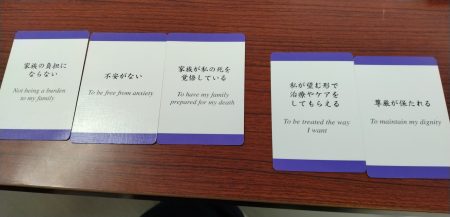 家族の負担に
ならない
Not being a burden
to my family
不安がない
To be free from anxiety
家族が私の死を
覚悟している
To have my family
prepared for my death
私が望む形で
治療やケアを
してもらえる
To be treated the way
I want
尊厳が保たれる
To maintain my dignity